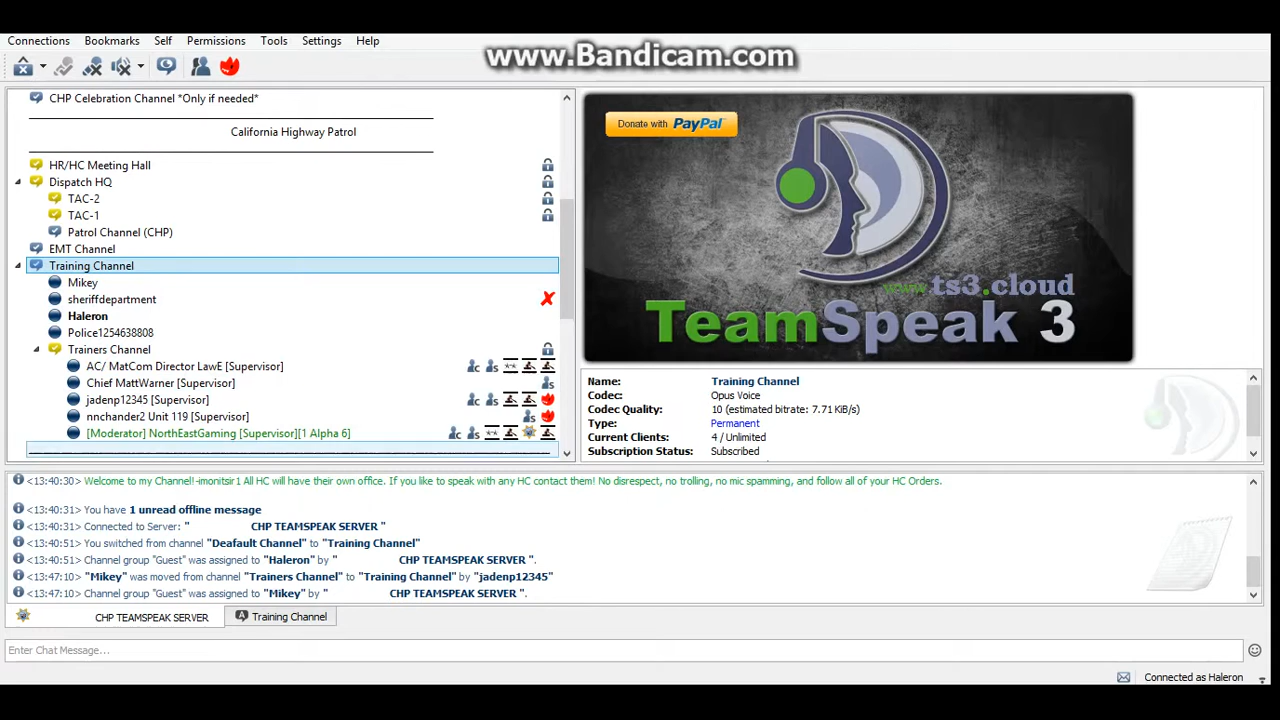 Connections Bookmarks Self Permissions Tools Settings Help
www.Bandicam.com
CHP Celebration Channel *Only if needed*
California Highway Patrol
HR/HC Meeting Hall
Dispatch HQ
TAC-2
TAC-1
Patrol Channel (CHP)
EMT Channel
Training Channel
Mikey
sheriffdepartment
Haleron
Police1254638808
Trainers Channel
AC/ MatCom Director LawE [Supervisor]
Chief MattWarner [Supervisor]
jadenp12345 [Supervisor]
nnchander2 Unit 119 [Supervisor]
[Moderator] NorthEastGaming [Supervisor][1 Alpha 6]
Donate with PayPal
www.ts3.cloud
TeamSpeak 3
Name: Training Channel
Codec: Opus Voice
Codec Quality: 10 (estimated bitrate: 7.71 KiB/s)
Type: Permanent
Current Clients: 4 / Unlimited
Subscription Status: Subscribed
<13:40:30> Welcome to my Channel!-imonitsir1 All HC will have their own office. If you like to speak with any HC contact them! No disrespect, no trolling, no mic spamming, and follow all of your HC Orders.
<13:40:31> You have 1 unread offline message
<13:40:31> Connected to Server: " CHP TEAMSPEAK SERVER "
<13:40:51> You switched from channel "Deafault Channel" to "Training Channel"
<13:40:51> Channel group "Guest" was assigned to "Haleron" by " CHP TEAMSPEAK SERVER ".
<13:47:10> "Mikey" was moved from channel "Trainers Channel" to "Training Channel" by "jadenp12345"
<13:47:10> Channel group "Guest" was assigned to "Mikey" by " CHP TEAMSPEAK SERVER ".
CHP TEAMSPEAK SERVER Training Channel
Enter Chat Message...
Connected as Haleron